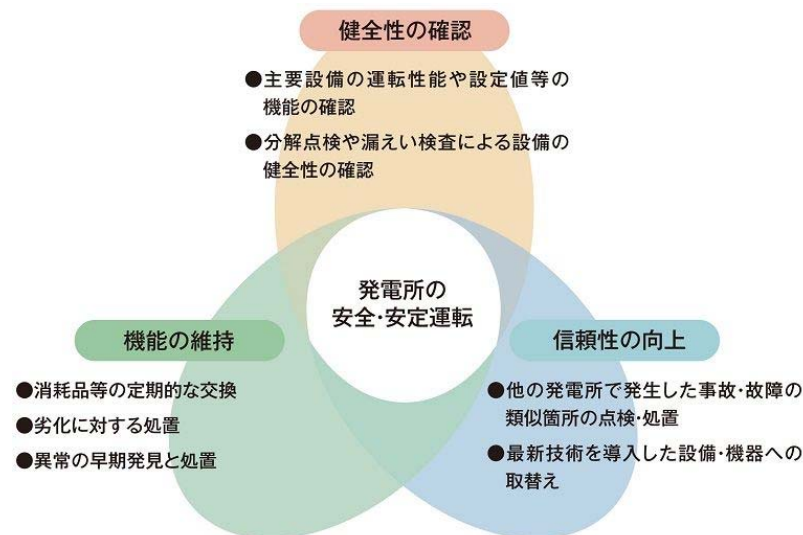 健全性の確認
●主要設備の運転性能や設定値等の
機能の確認
●分解点検や漏えい検査による設備の
健全性の確認
発電所の
安全・安定運転
機能の維持
●消耗品等の定期的な交換
●劣化に対する処置
●異常の早期発見と処置
信頼性の向上
●他の発電所で発生した事故・故障の
類似箇所の点検・処置
●最新技術を導入した設備・機器への
取替え